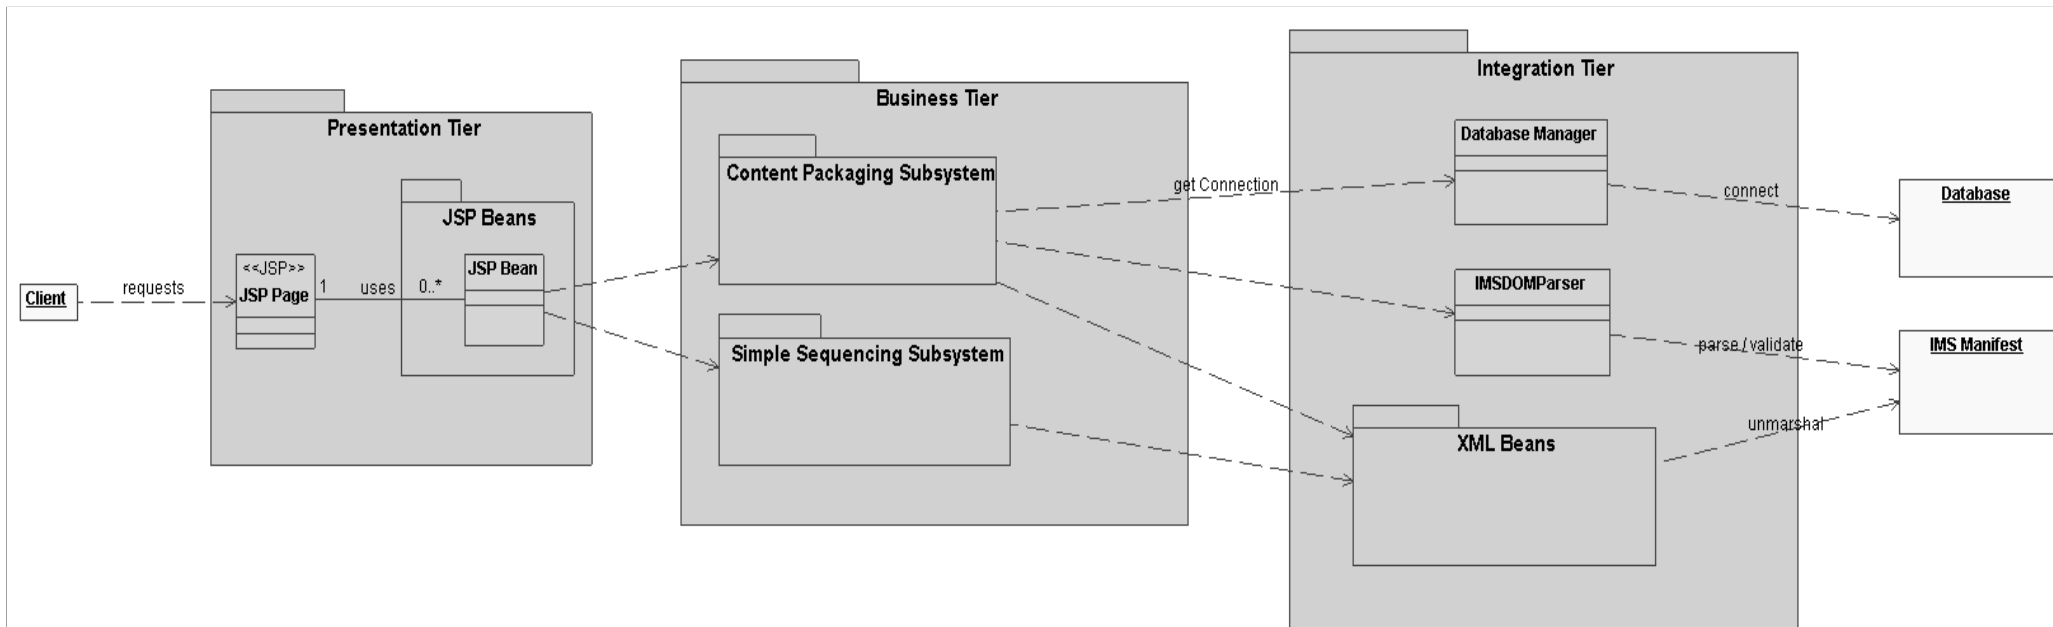 Client
requests
Presentation Tier
<<JSP>>
JSP Page
1
uses
0..*
JSP Beans
JSP Bean
Business Tier
Content Packaging Subsystem
Simple Sequencing Subsystem
get Connection
Integration Tier
Database Manager
IMSDOMParser
XML Beans
connect
parse / validate
unmarshal
Database
IMS Manifest